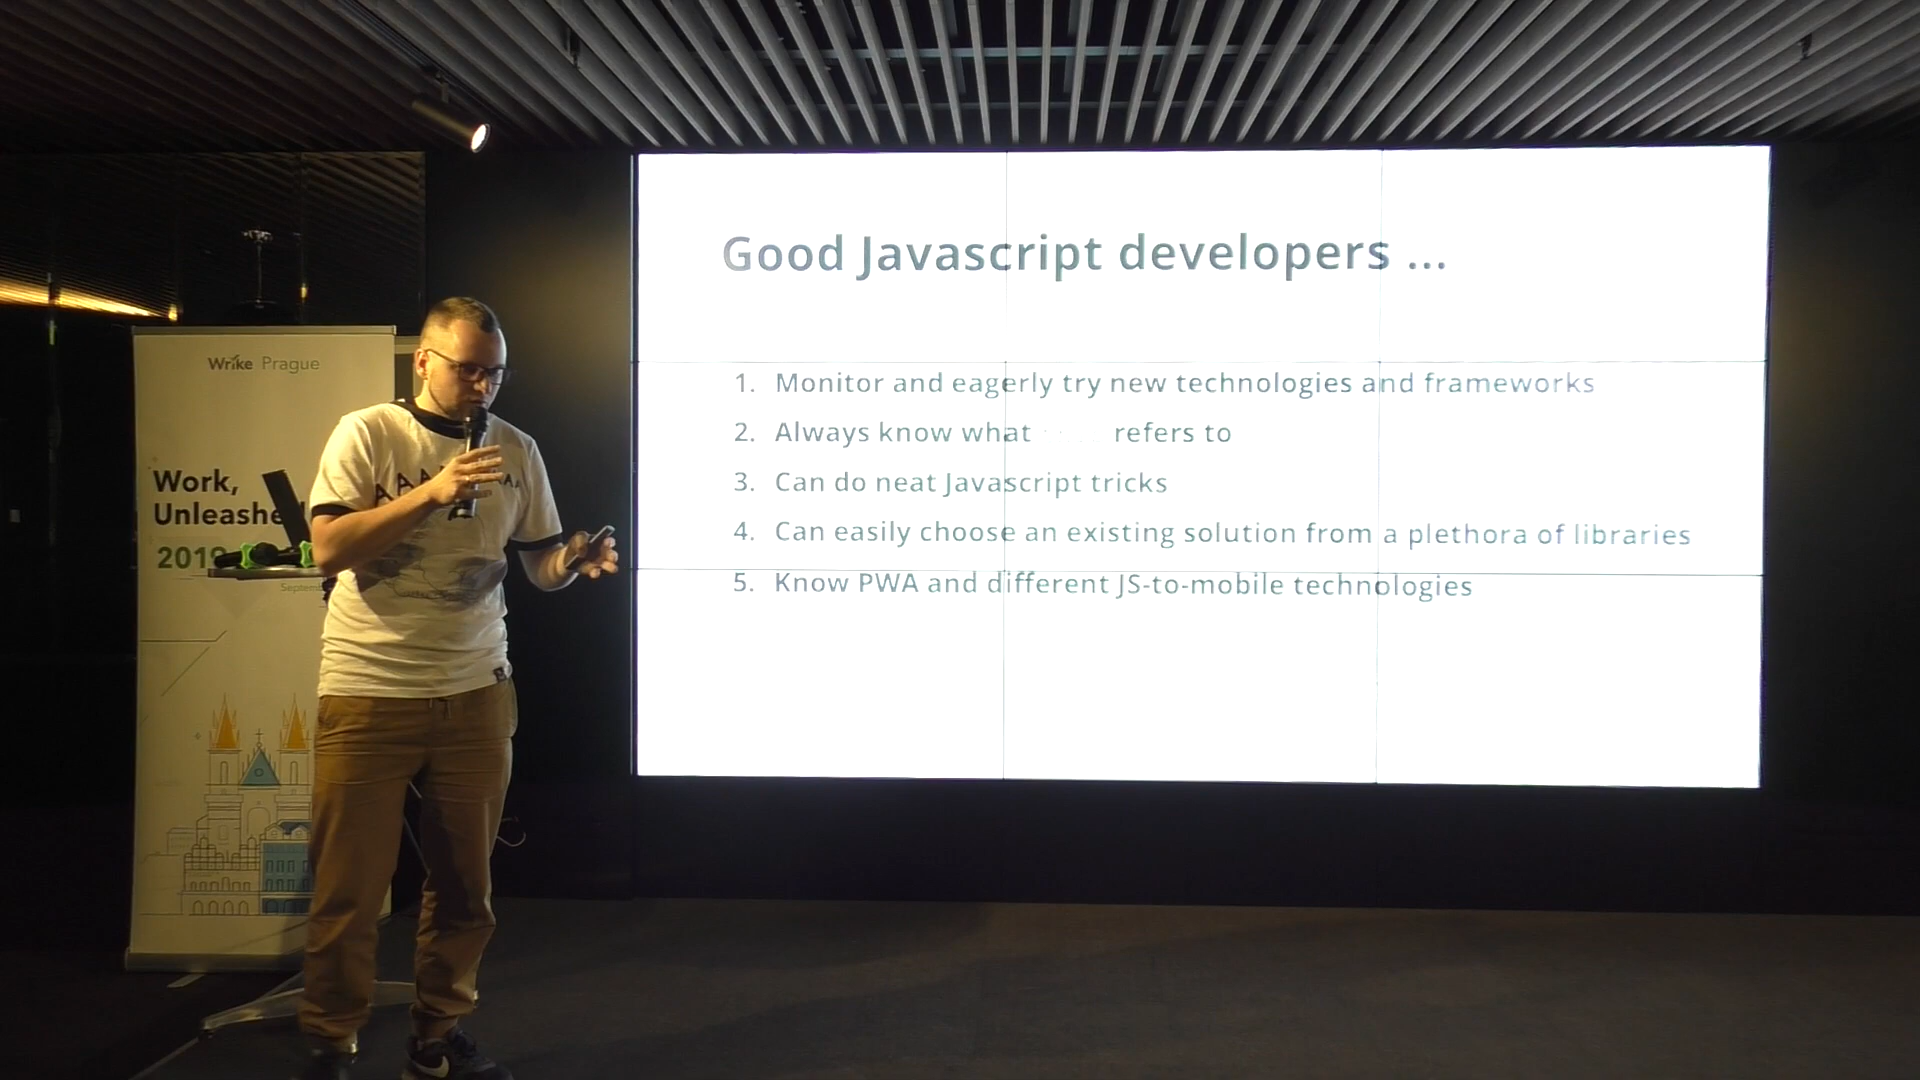 Good Javascript developers ...
1. Monitor and eagerly try new technologies and frameworks
2. Always know what refers to
3. Can do neat Javascript tricks
4. Can easily choose an existing solution from a plethora of libraries
5. Know PWA and different JS-to-mobile technologies
Wrike Prague
Work,
Unleashe
2019
Septemb